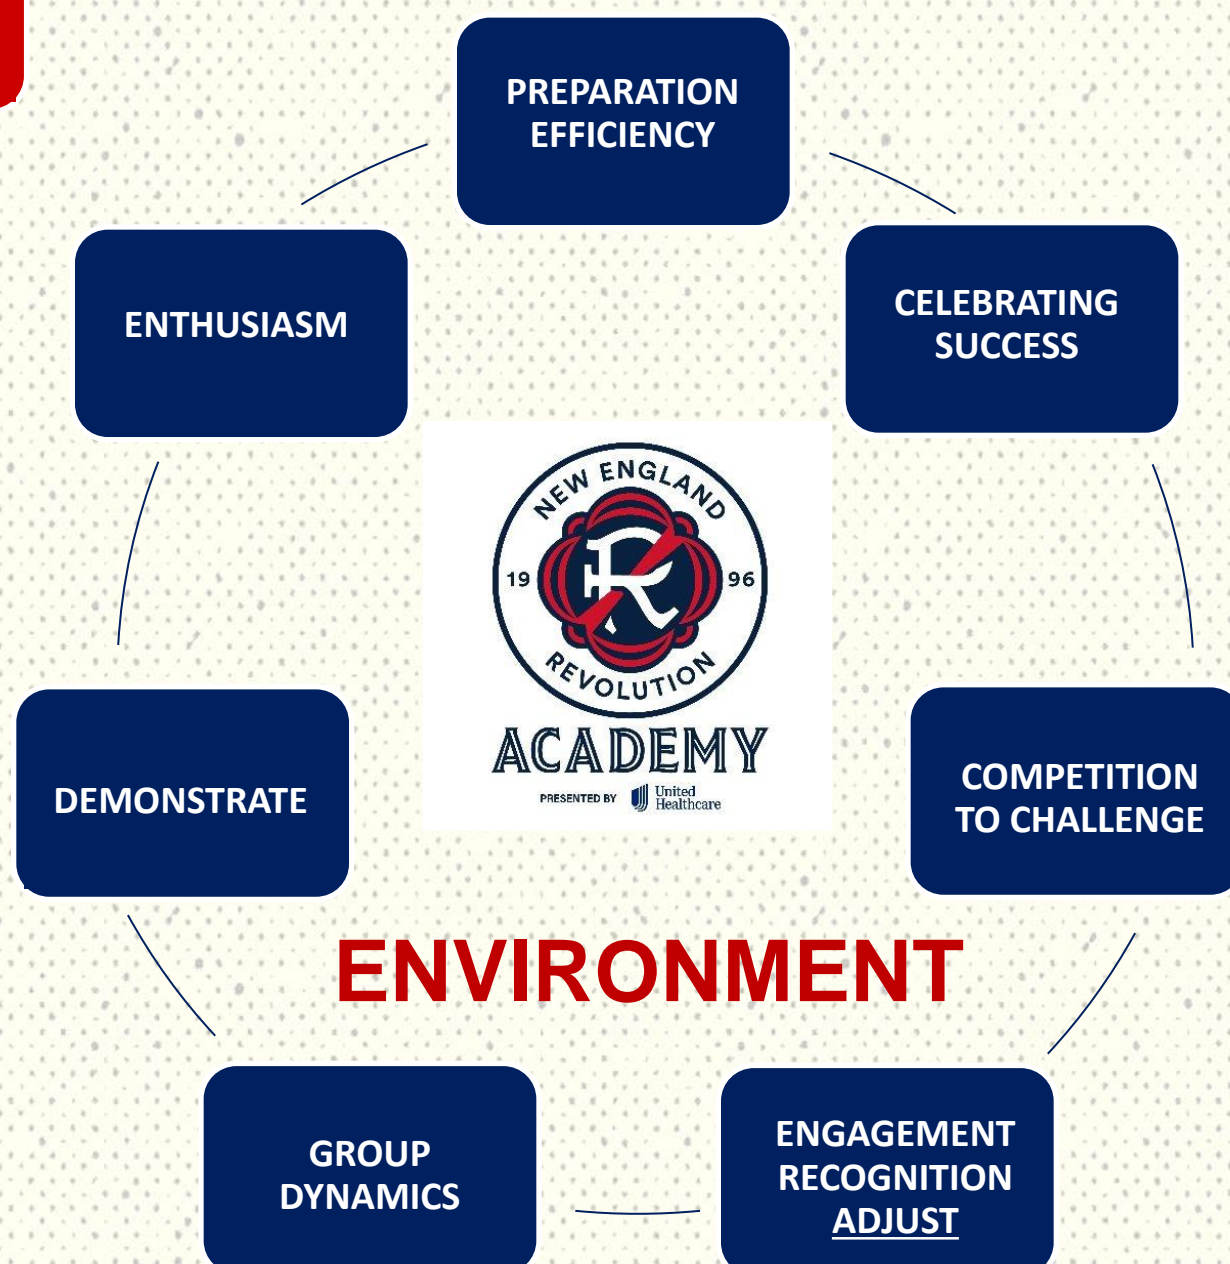 PREPARATION
EFFICIENCY
CELEBRATING
SUCCESS
ENTHUSIASM
NEW ENGLAND
19 96
REVOLUTION
ACADEMY
PRESENTED BY United
Healthcare
DEMONSTRATE
COMPETITION
TO CHALLENGE
ENVIRONMENT
GROUP
DYNAMICS
ENGAGEMENT
RECOGNITION
ADJUST